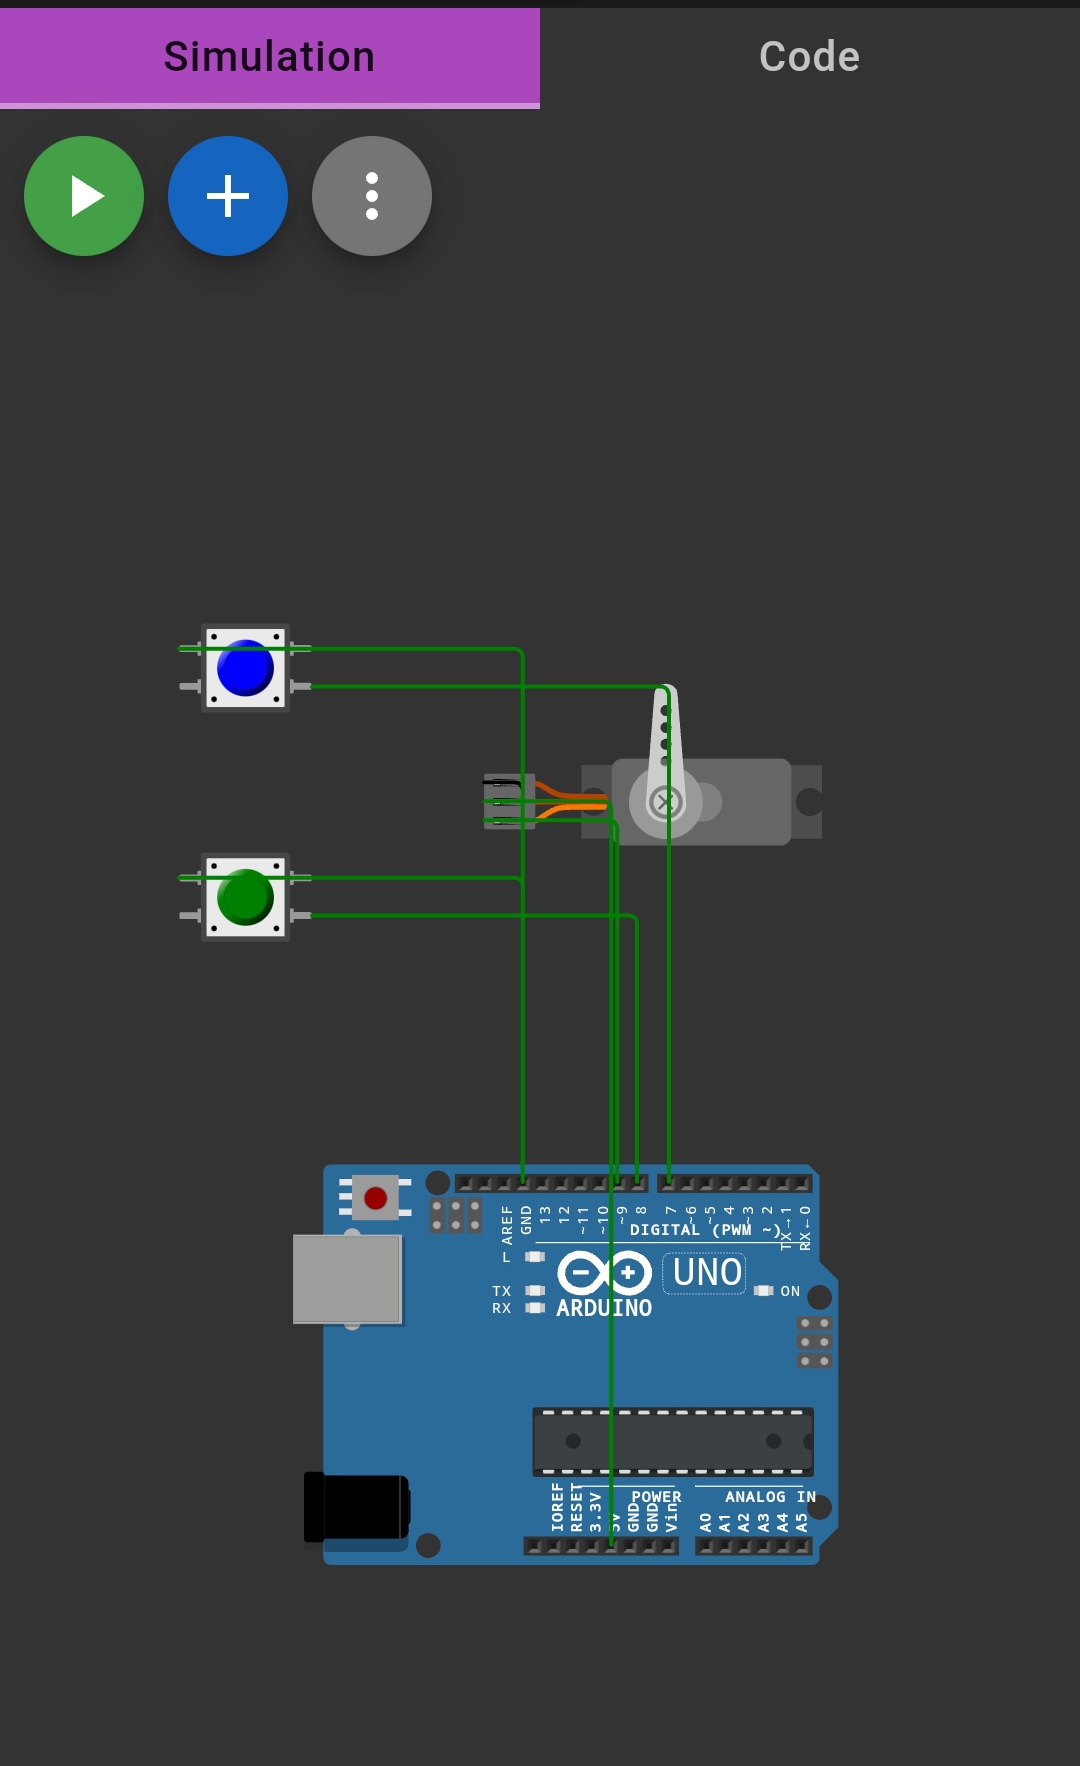 Simulation
Code
AREF
GND
13
12
~11
~10
~9
8
7
~6
~5
4
~3
2
TX→1
RX←0
DIGITAL (PWM ~)
L
TX
RX
ARDUINO
UNO
ON
IOREF
RESET
3.3V
5V
GND
GND
Vin
POWER
ANALOG IN
A0
A1
A2
A3
A4
A5